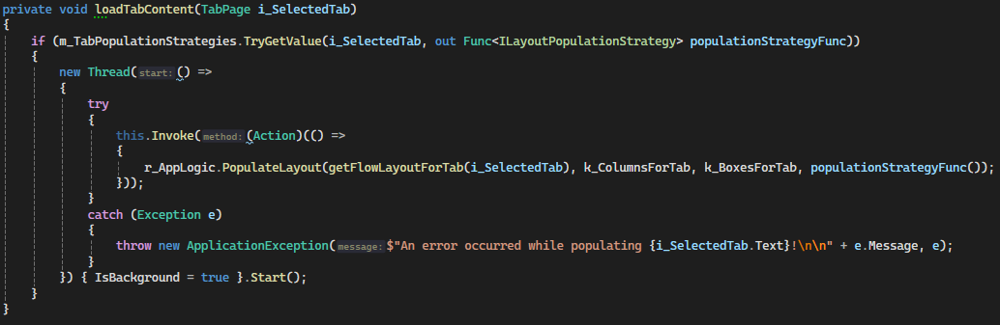 private void loadTabContent(TabPage i_SelectedTab)
{
if (m_TabPopulationStrategies.TryGetValue(i_SelectedTab, out Func<ILayoutPopulationStrategy> populationStrategyFunc))
{
new Thread(start: () =>
{
try
{
this.Invoke(method: (Action)(() =>
{
r_AppLogic.PopulateLayout(getFlowLayoutForTab(i_SelectedTab), k_ColumnsForTab, k_BoxesForTab, populationStrategyFunc());
}));
}
catch (Exception e)
{
throw new ApplicationException(message: $"An error occurred while populating {i_SelectedTab.Text}!\n\n" + e.Message, e);
}
}) { IsBackground = true }.Start();
}
}